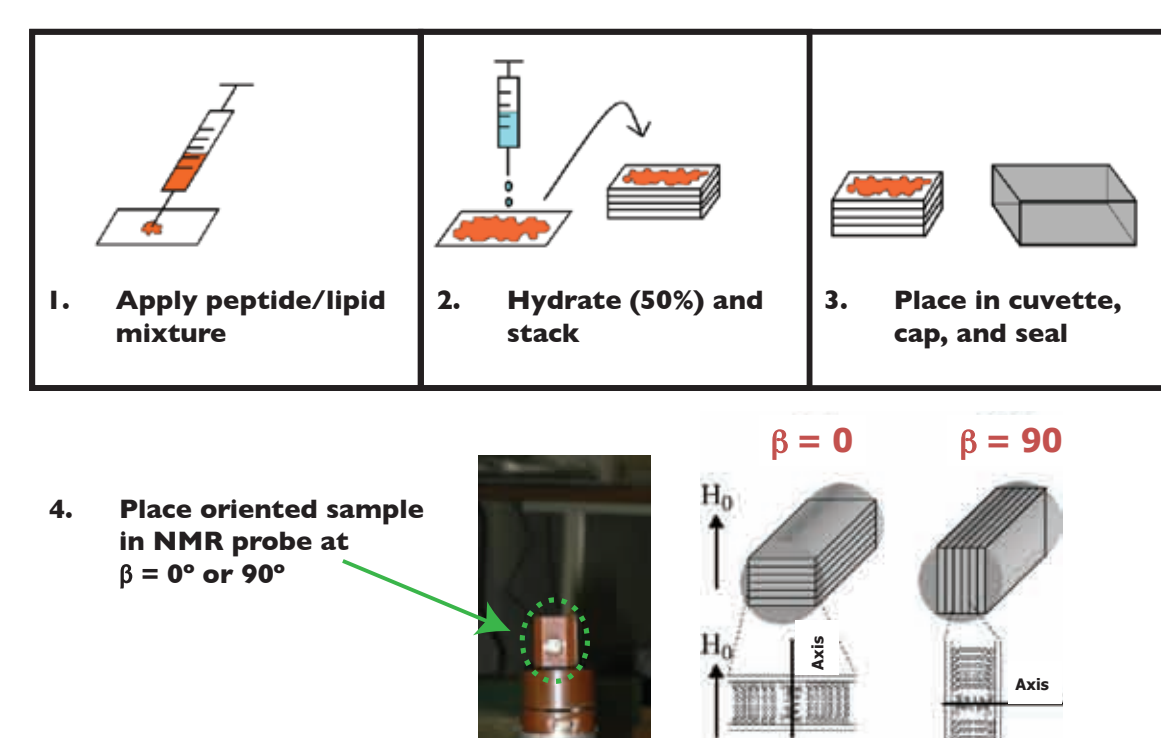 1. Apply peptide/lipid
mixture
2. Hydrate (50%) and
stack
3. Place in cuvette,
cap, and seal
4. Place oriented sample
in NMR probe at
β = 0º or 90º
β = 0
β = 90
H₀
H₀
Axis
Axis